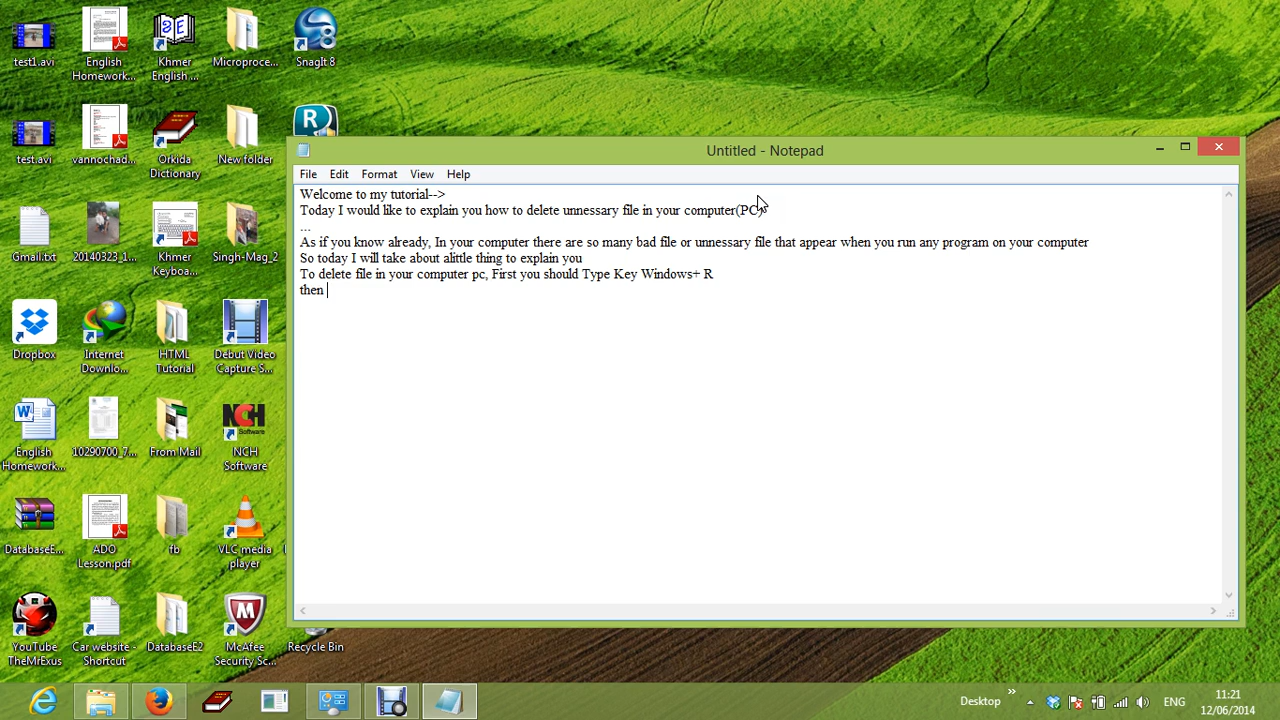 test1.avi
English Homework...
Khmer English ...
Microproce...
SnagIt 8
test.avi
vannochad...
Orkida Dictionary
New folder
Gmail.txt
20140323_1...
Khmer Keyboa...
Singh-Mag_2
Dropbox
Internet Downlo...
HTML Tutorial
Debut Video Capture S...
English Homework...
10290700_7...
From Mail
NCH Software
DatabaseE...
ADO Lesson.pdf
fb
VLC media player
YouTube TheMrExus
Car website - Shortcut
DatabaseE2
McAfee Security Sc...
Recycle Bin
Untitled - Notepad
File Edit Format View Help
Welcome to my tutorial-->
Today I would like to explain you how to delete unnessary file in your computer(PC)
...
As if you know already, In your computer there are so many bad file or unnessary file that appear when you run any program on your computer
So today I will take about alittle thing to explain you
To delete file in your computer pc, First you should Type Key Windows+ R
then
Desktop
ENG
11:21
12/06/2014